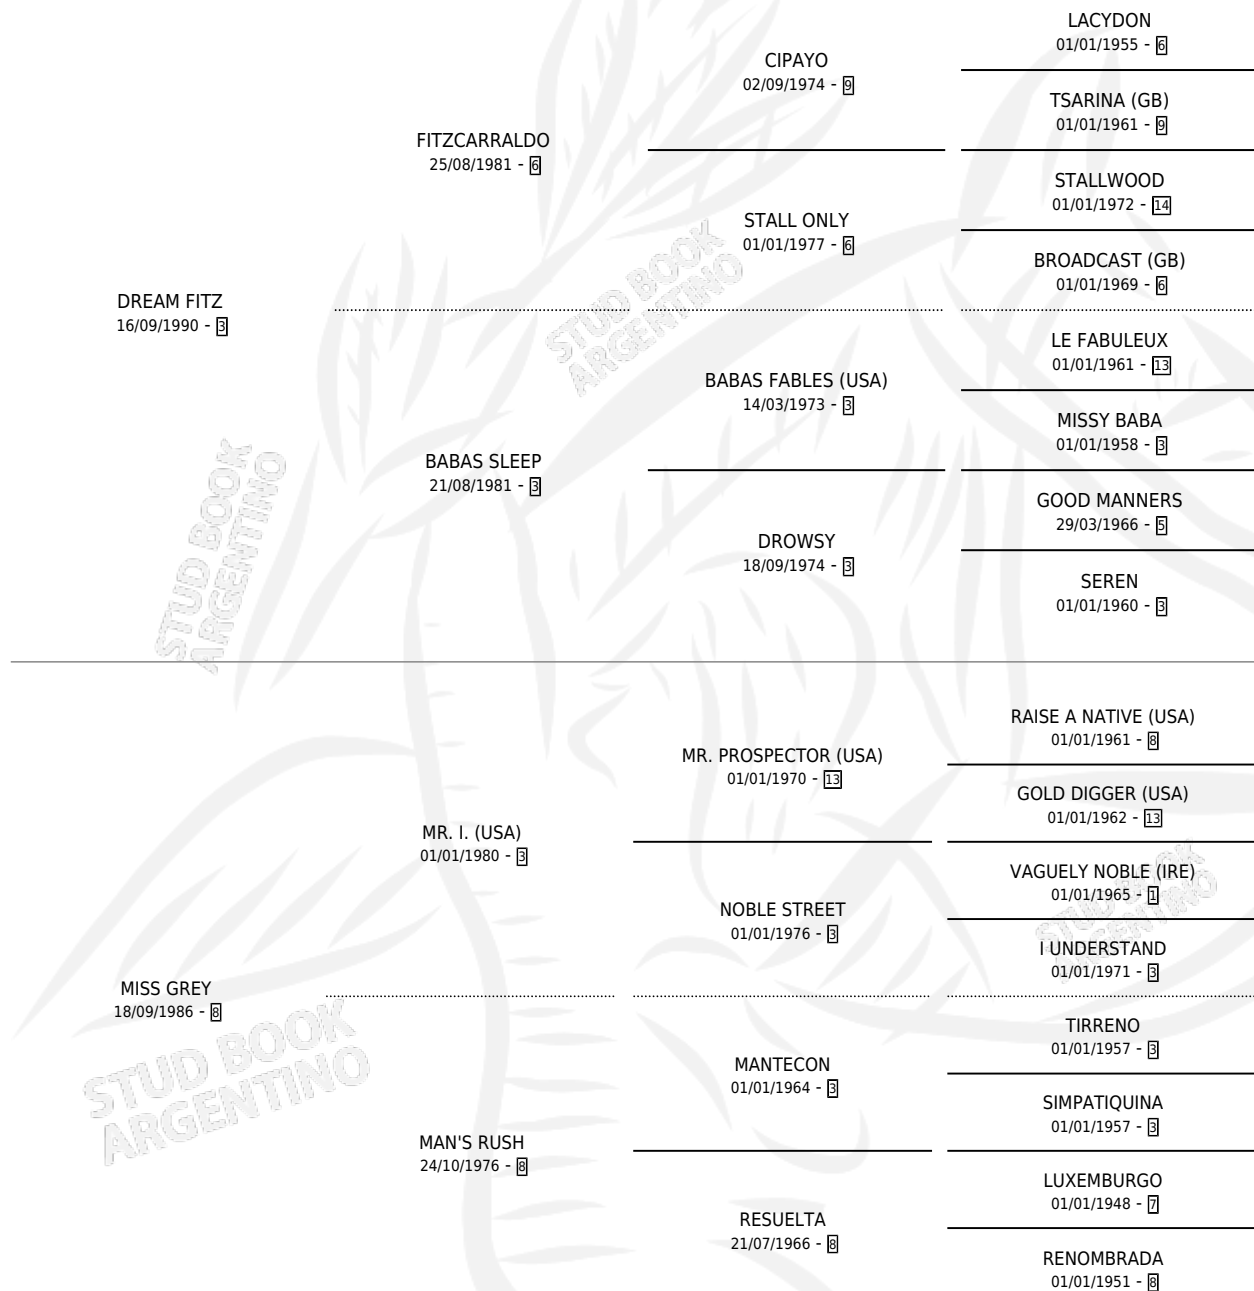 LACYDON
01/01/1955 - 6
CIPAYO
02/09/1974 - 9
TSARINA (GB)
01/01/1961 - 9
FITZCARRALDO
25/08/1981 - 6
STALLWOOD
01/01/1972 - 14
STALL ONLY
01/01/1977 - 6
BROADCAST (GB)
01/01/1969 - 6
DREAM FITZ
16/09/1990 - 3
STUD BOOK
ARGENTINO
LE FABULEUX
01/01/1961 - 13
BABAS FABLES (USA)
14/03/1973 - 3
MISSY BABA
01/01/1958 - 3
BABAS SLEEP
21/08/1981 - 3
GOOD MANNERS
29/03/1966 - 5
DROWSY
18/09/1974 - 3
SEREN
01/01/1960 - 3
STUD BOOK
ARGENTINO
RAISE A NATIVE (USA)
01/01/1961 - 8
MR. PROSPECTOR (USA)
01/01/1970 - 13
GOLD DIGGER (USA)
01/01/1962 - 13
MR. I. (USA)
01/01/1980 - 3
VAGUELY NOBLE (IRE)
01/01/1965 - 1
NOBLE STREET
01/01/1976 - 3
I UNDERSTAND
01/01/1971 - 3
STUD BOOK
ARGENTINO
MISS GREY
18/09/1986 - 8
STUD BOOK
ARGENTINO
TIRRENO
01/01/1957 - 3
MANTECON
01/01/1964 - 3
SIMPATIQUINA
01/01/1957 - 3
MAN'S RUSH
24/10/1976 - 8
LUXEMBURGO
01/01/1948 - 7
RESUELTA
21/07/1966 - 8
RENOMBRADA
01/01/1951 - 8